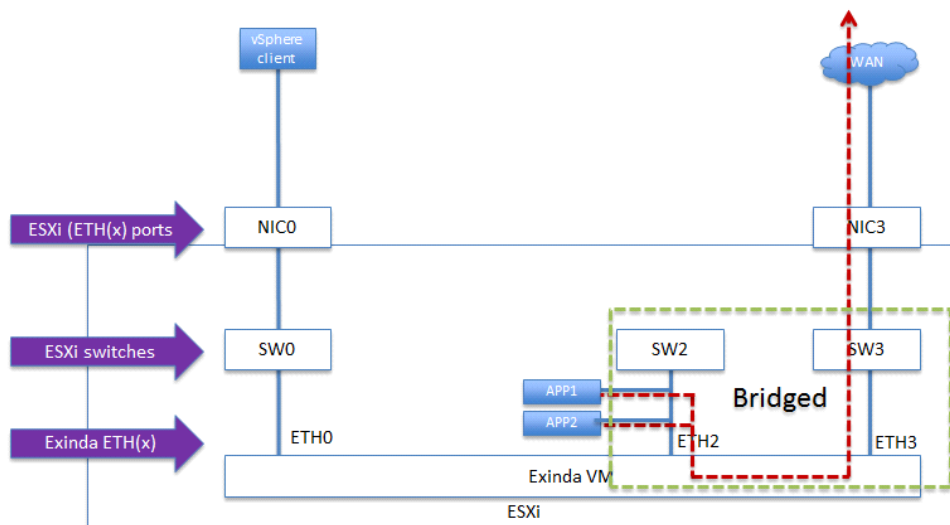 vSphere
client
WAN
ESXi (ETH(x) ports
NIC0
NIC3
ESXi switches
SW0
SW2
SW3
APP1
Bridged
APP2
Exinda ETH(x)
ETH0
ETH2
ETH3
Exinda VM
ESXi